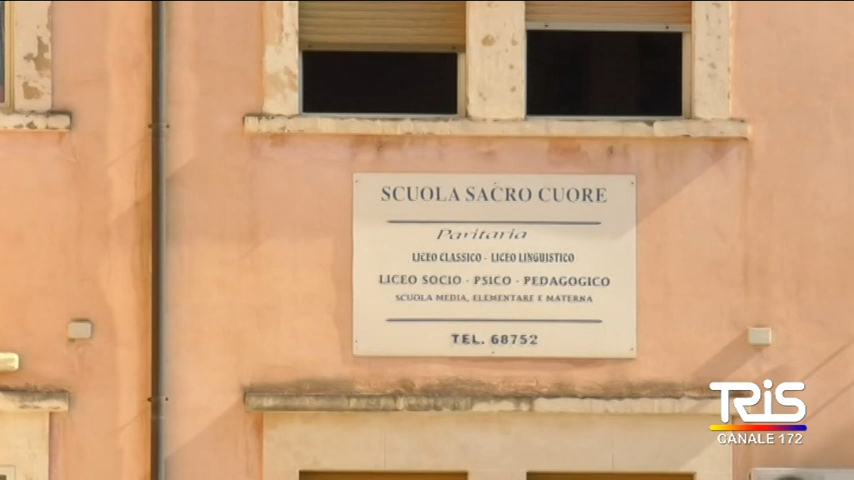 SCUOLA SACRO CUORE
Paritaria
LICEO CLASSICO - LICEO LINGUISTICO
LICEO SOCIO - PSICO - PEDAGOGICO
SCUOLA MEDIA, ELEMENTARE E MATERNA
TEL. 68752
TRiS
CANALE 172